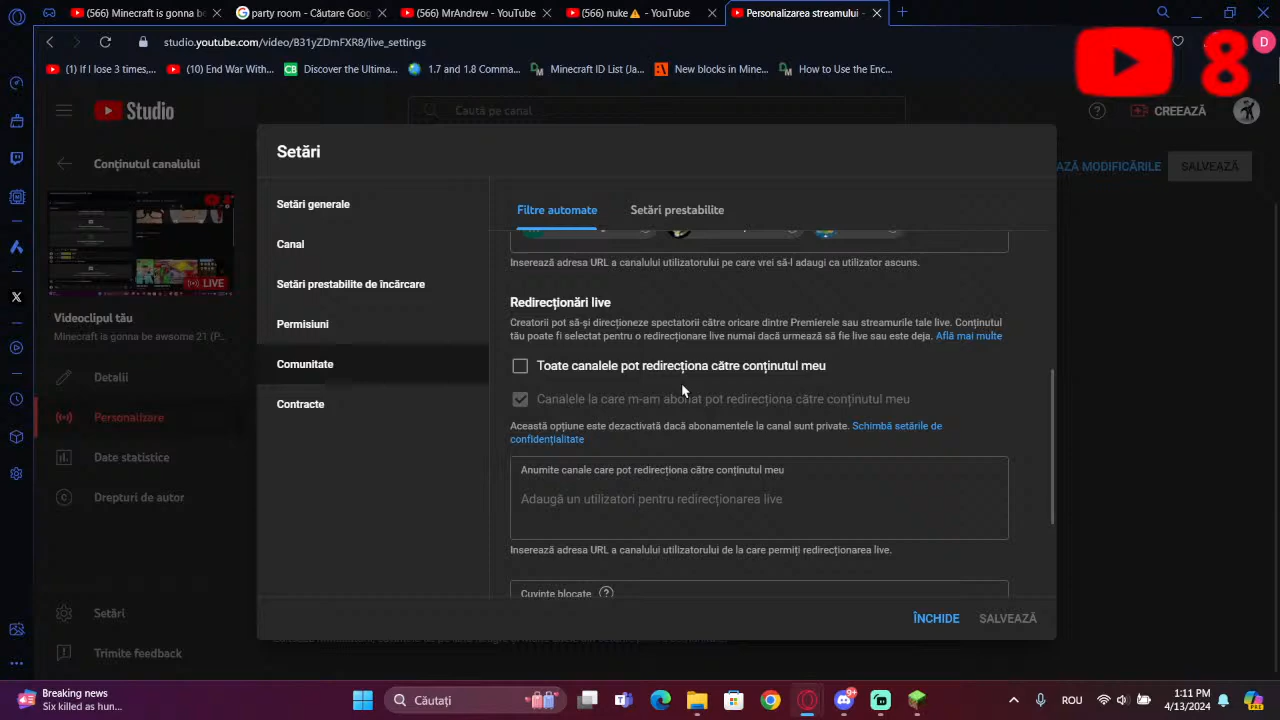 (566) Minecraft is gonna b
party room - Căutare Goog
(566) MrAndrew - YouTube
(566) nuke⚠ - YouTube
Personalizarea streamului -
studio.youtube.com/video/B31yZDmFXR8/live_settings
8
D
(1) If I lose 3 times,...
(10) End War With...
CB
Discover the Ultima...
1.7 and 1.8 Comma...
Minecraft ID List (Ja...
New blocks in Mine...
How to Use the Enc...
Studio
Caută pe canal
CREEAZĂ
Conținutul canalului
EAZĂ MODIFICĂRILE
SALVEAZĂ
LIVE
Videoclipul tău
Minecraft is gonna be awsome 21 (P...
Detalii
Personalizare
Date statistice
Drepturi de autor
Setări
Trimite feedback
Setări
Setări generale
Canal
Setări prestabilite de încărcare
Permisiuni
Comunitate
Contracte
Filtre automate
Setări prestabilite
Inserează adresa URL a canalului utilizatorului pe care vrei să-l adaugi ca utilizator ascuns.
Redirecționări live
Creatorii pot să-și direcționeze spectatorii către oricare dintre Premierele sau streamurile tale live. Conținutul
tău poate fi selectat pentru o redirecționare live numai dacă urmează să fie live sau este deja. Află mai multe
Toate canalele pot redirecționa către conținutul meu
Canalele la care m-am abonat pot redirecționa către conținutul meu
Această opțiune este dezactivată dacă abonamentele la canal sunt private. Schimbă setările de
confidențialitate
Anumite canale care pot redirecționa către conținutul meu
Adaugă un utilizatori pentru redirecționarea live
Inserează adresa URL a canalului utilizatorului de la care permiți redirecționarea live.
Cuvinte blocate
ÎNCHIDE
SALVEAZĂ
Breaking news
Six killed as hun...
Căutați
ROU
1:11 PM
4/13/2024